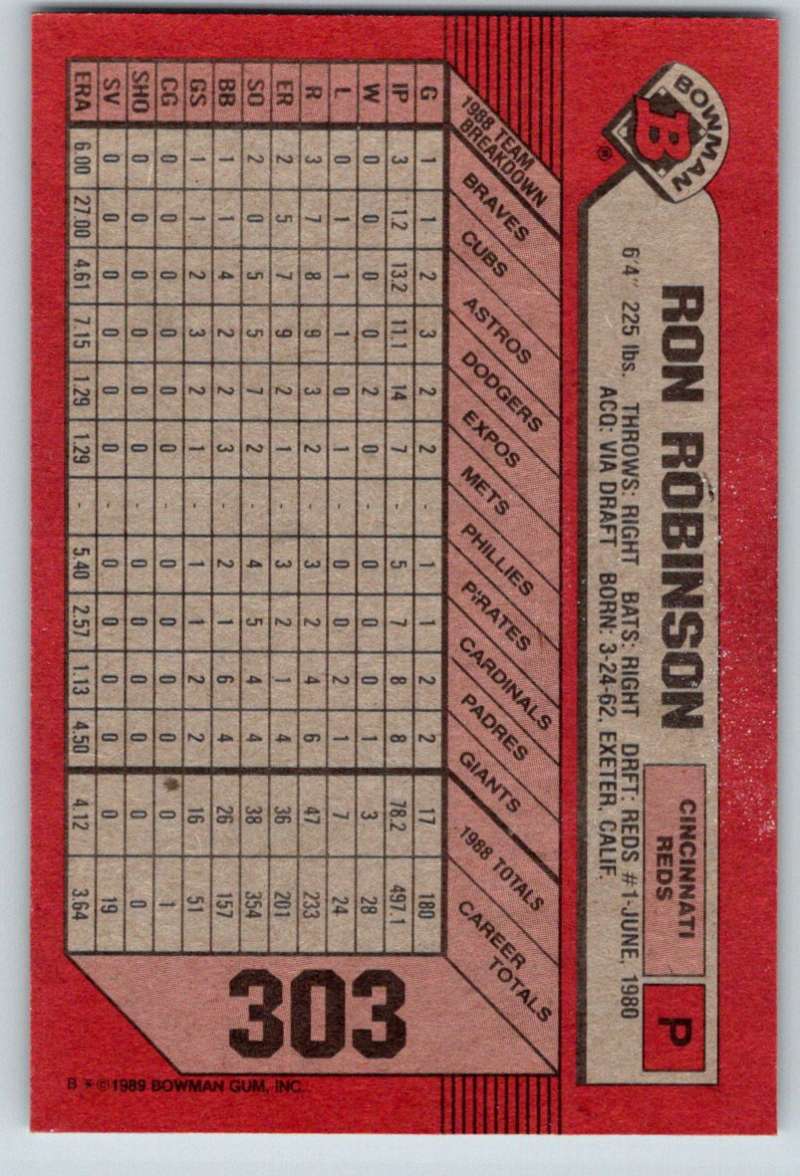 BOWMAN
B
®
RON ROBINSON
CINCINNATI
REDS
P
6'4" 225 lbs. THROWS: RIGHT BATS: RIGHT DRFT: REDS #1-JUNE, 1980
ACQ: VIA DRAFT BORN: 3-24-62, EXETER, CALIF.
1988 TEAM
BREAKDOWN
BRAVES
CUBS
ASTROS
DODGERS
EXPOS
METS
PHILLIES
PIRATES
CARDINALS
PADRES
GIANTS
1988 TOTALS
CAREER
TOTALS
G 1 1 2 3 2 2 - 1 1 2 2 17 180
IP 3 1.2 13.2 11.1 14 7 - 5 7 8 8 78.2 497.1
W 0 0 0 0 2 0 - 0 0 0 1 3 28
L 0 1 1 1 0 1 - 0 0 2 1 7 24
R 3 7 8 9 3 2 - 3 2 4 6 47 233
ER 2 5 7 9 2 1 - 3 2 1 4 36 201
SO 2 0 5 5 7 2 - 4 5 4 4 38 354
BB 1 1 4 2 2 3 - 2 1 6 4 26 157
GS 1 1 2 3 2 1 - 1 1 2 2 16 51
CG 0 0 0 0 0 0 - 0 0 0 0 0 1
SHO 0 0 0 0 0 0 - 0 0 0 0 0 0
SV 0 0 0 0 0 0 - 0 0 0 0 0 19
ERA 6.00 27.00 4.61 7.15 1.29 1.29 - 5.40 2.57 1.13 4.50 4.12 3.64
303
B * ©1989 BOWMAN GUM, INC.